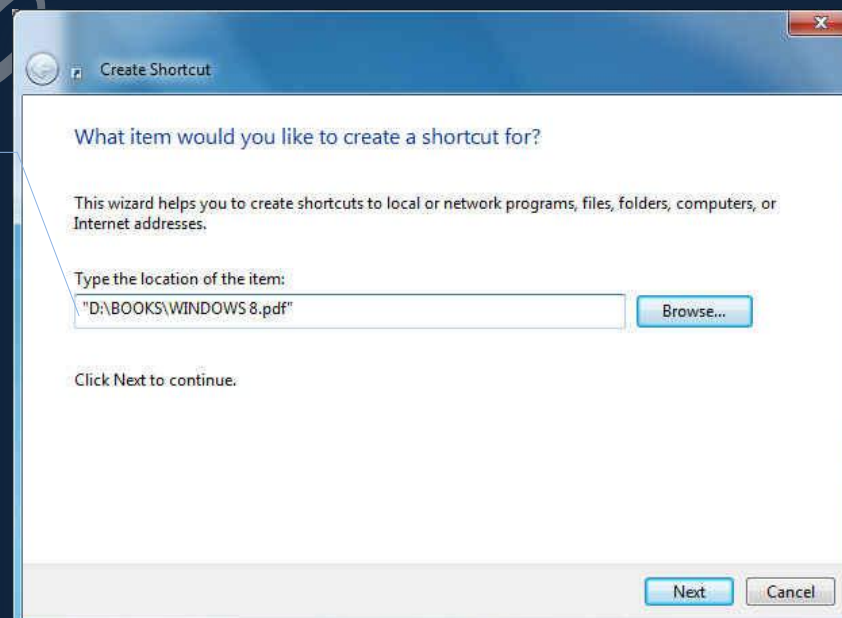 Create Shortcut
What item would you like to create a shortcut for?
This wizard helps you to create shortcuts to local or network programs, files, folders, computers, or
Internet addresses.
Type the location of the item:
"D:\BOOKS\WINDOWS 8.pdf"
Browse...
Click Next to continue.
Next
Cancel